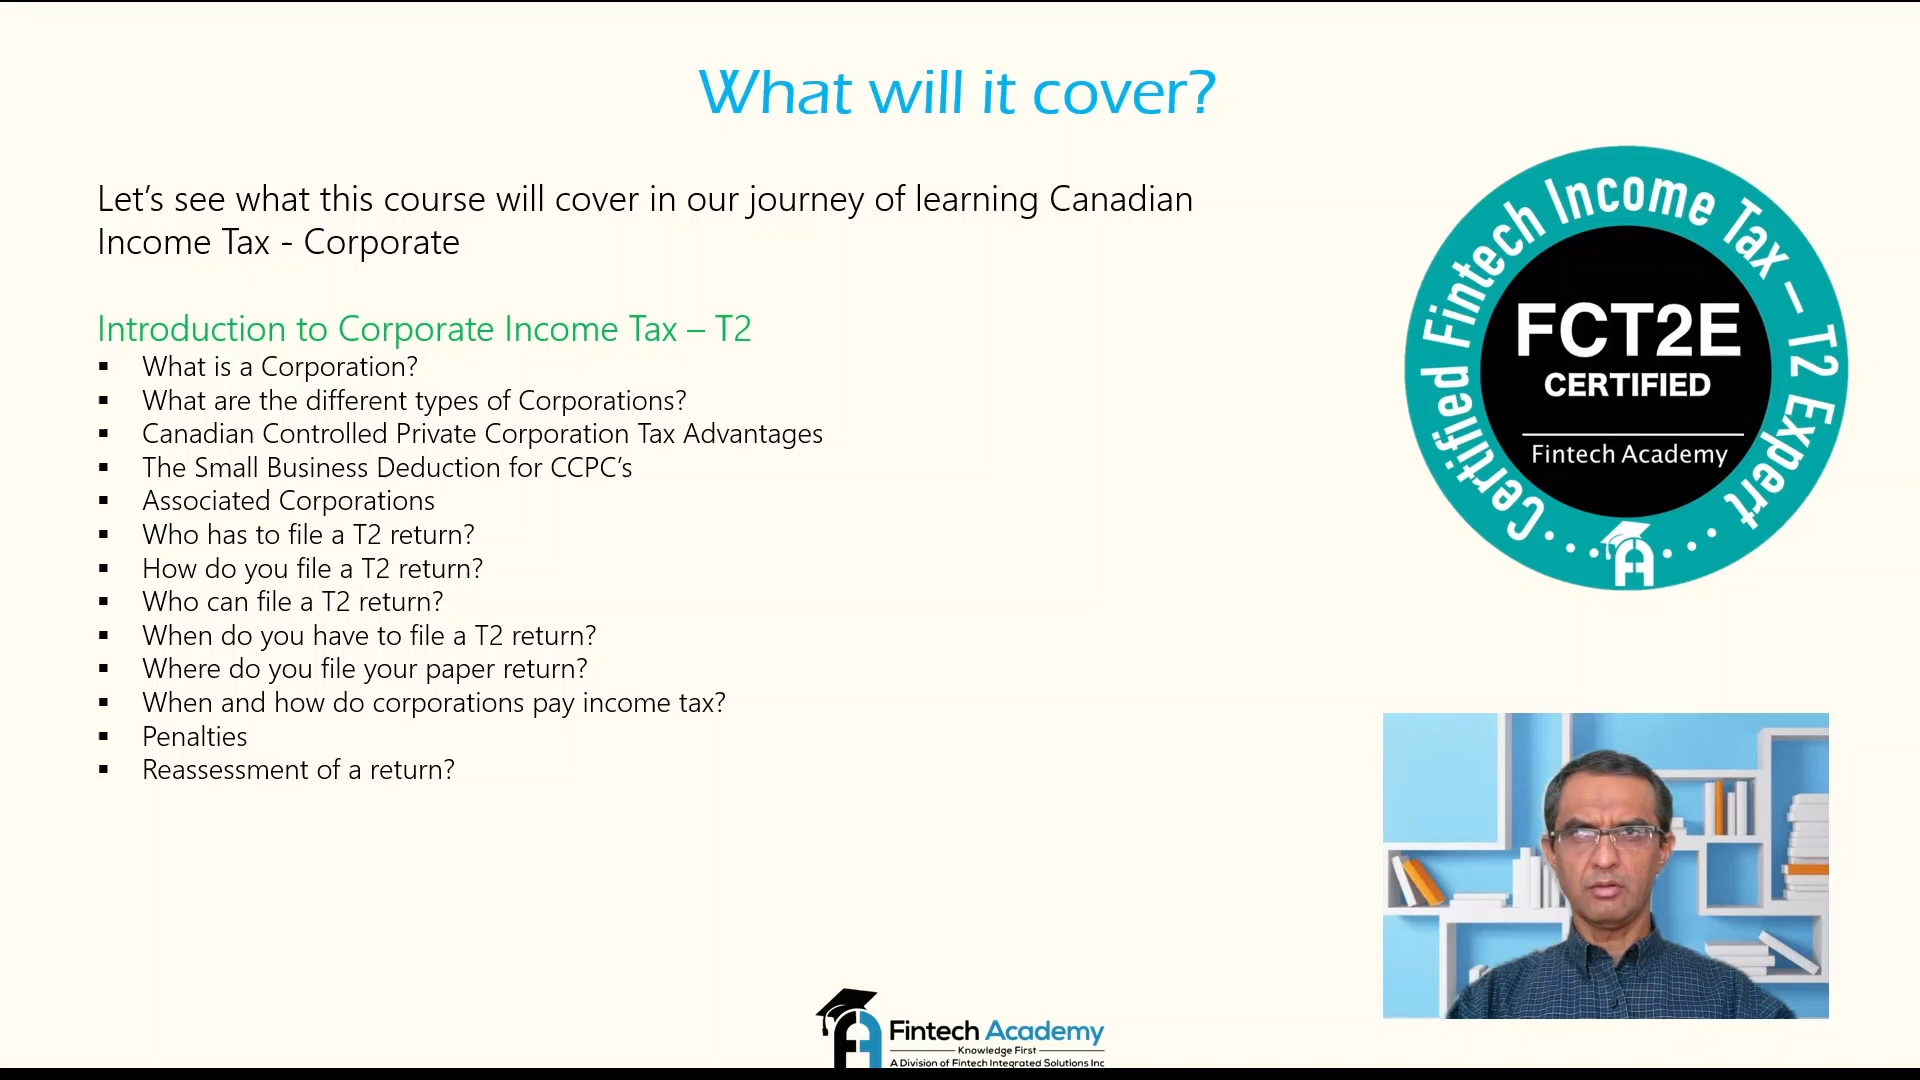 What will it cover?
Let's see what this course will cover in our journey of learning Canadian
Income Tax - Corporate
Introduction to Corporate Income Tax – T2
▪ What is a Corporation?
▪ What are the different types of Corporations?
▪ Canadian Controlled Private Corporation Tax Advantages
▪ The Small Business Deduction for CCPC's
▪ Associated Corporations
▪ Who has to file a T2 return?
▪ How do you file a T2 return?
▪ Who can file a T2 return?
▪ When do you have to file a T2 return?
▪ Where do you file your paper return?
▪ When and how do corporations pay income tax?
▪ Penalties
▪ Reassessment of a return?
Certified Fintech Income Tax – T2 Expert
FCT2E
CERTIFIED
Fintech Academy
Fintech Academy
Knowledge First
A Division of Fintech Integrated Solutions Inc